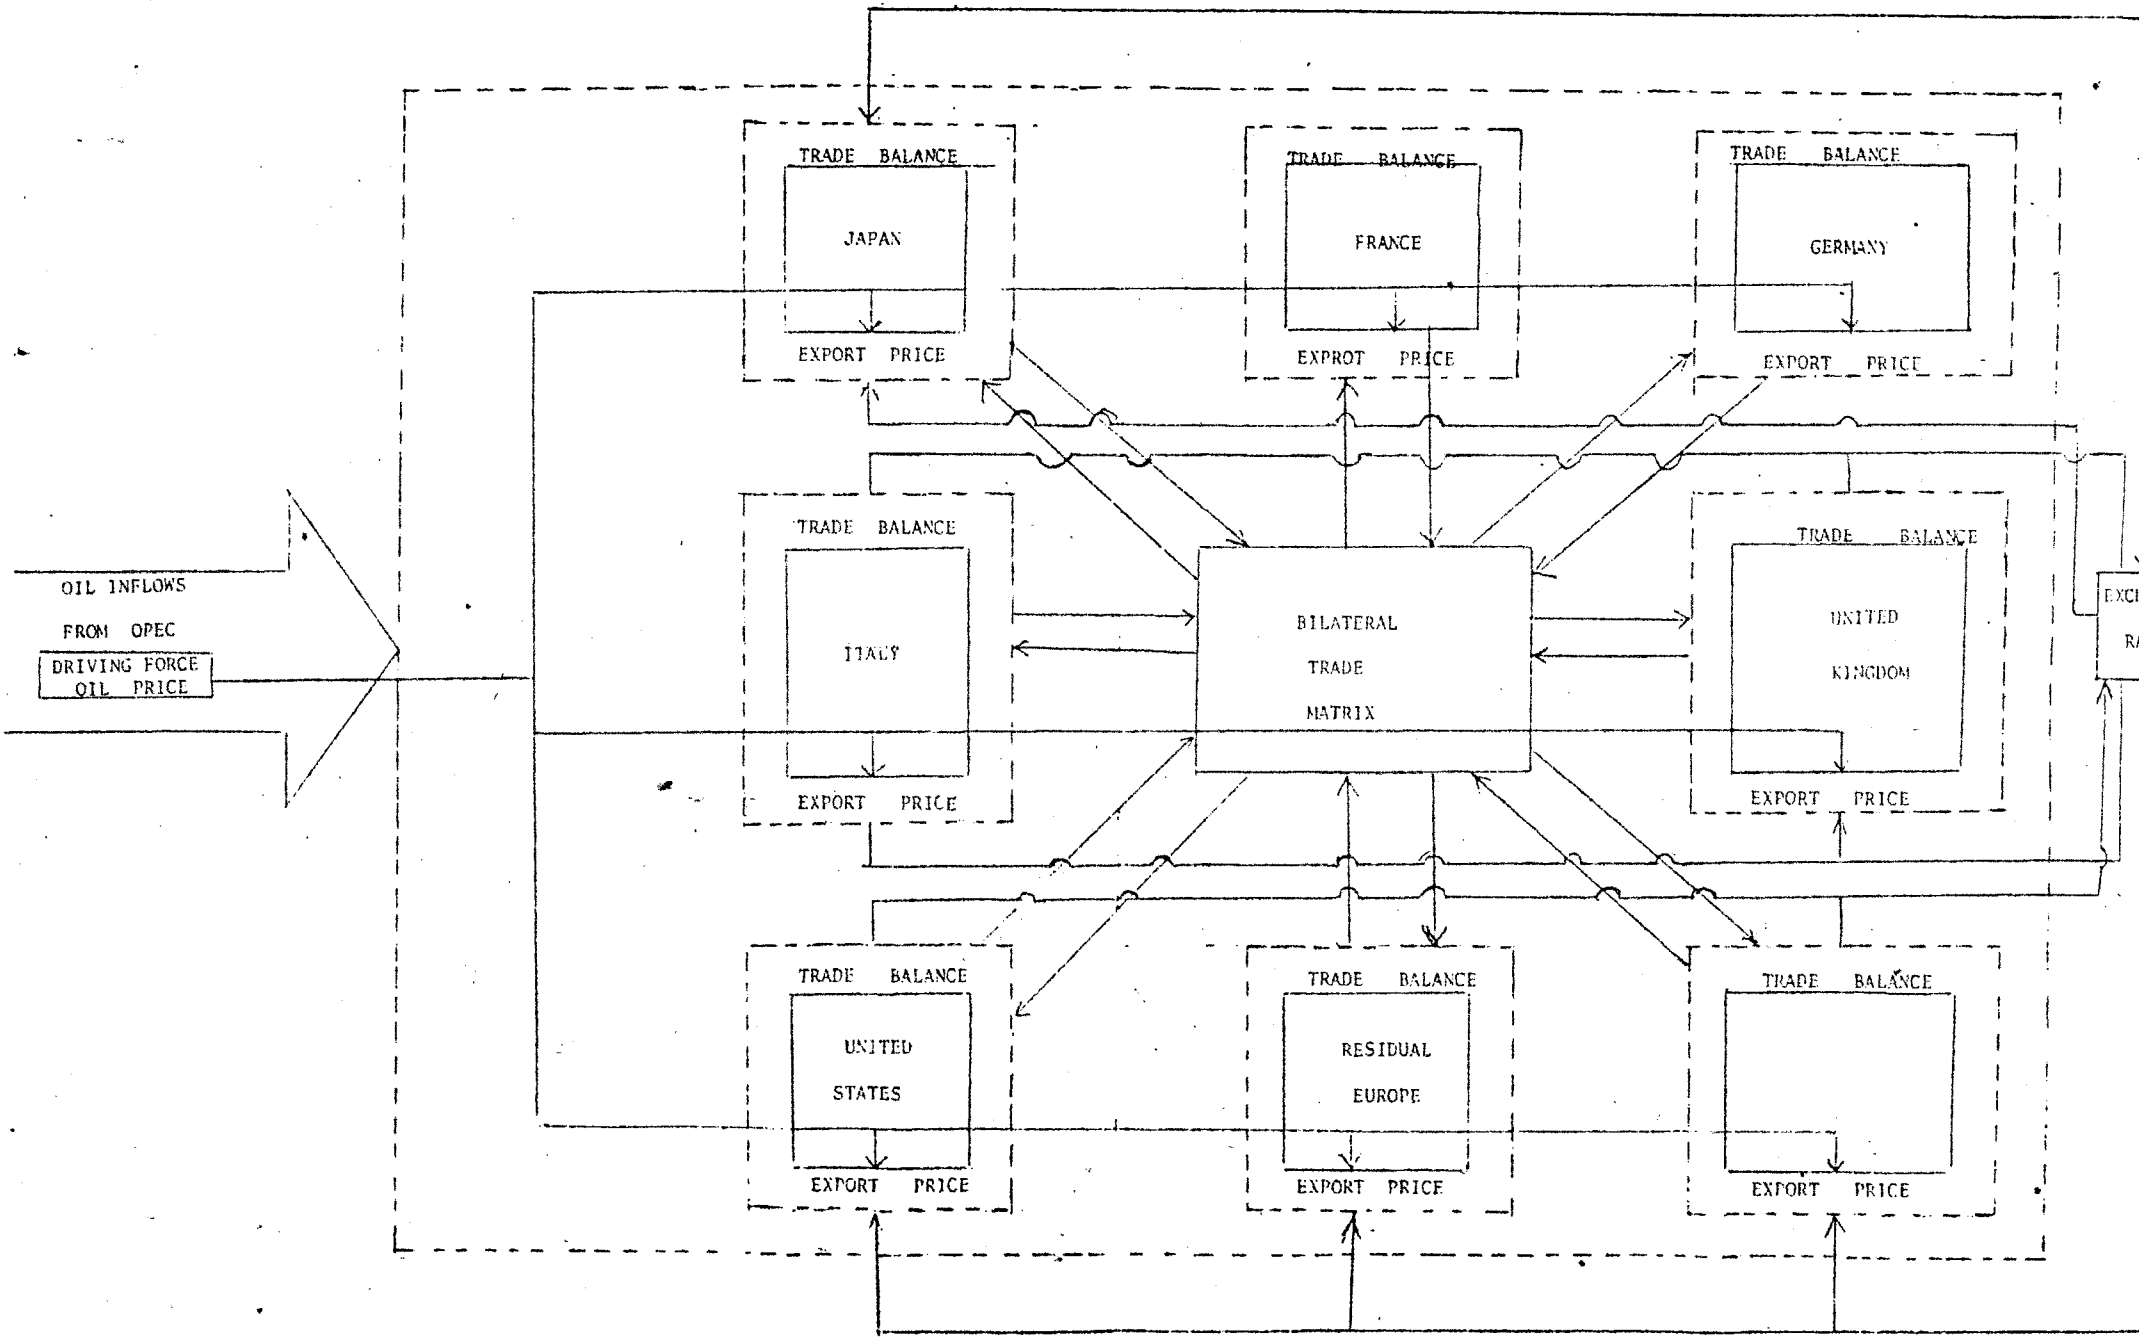 TRADE BALANCE
JAPAN
EXPORT PRICE
TRADE BALANCE
FRANCE
EXPROT PRICE
TRADE BALANCE
GERMANY
EXPORT PRICE
OIL INFLOWS
FROM OPEC
DRIVING FORCE
OIL PRICE
TRADE BALANCE
ITALY
EXPORT PRICE
BILATERAL
TRADE
MATRIX
TRADE BALANCE
UNITED
KINGDOM
EXPORT PRICE
TRADE BALANCE
UNITED
STATES
EXPORT PRICE
TRADE BALANCE
RESIDUAL
EUROPE
EXPORT PRICE
TRADE BALANCE
EXPORT PRICE